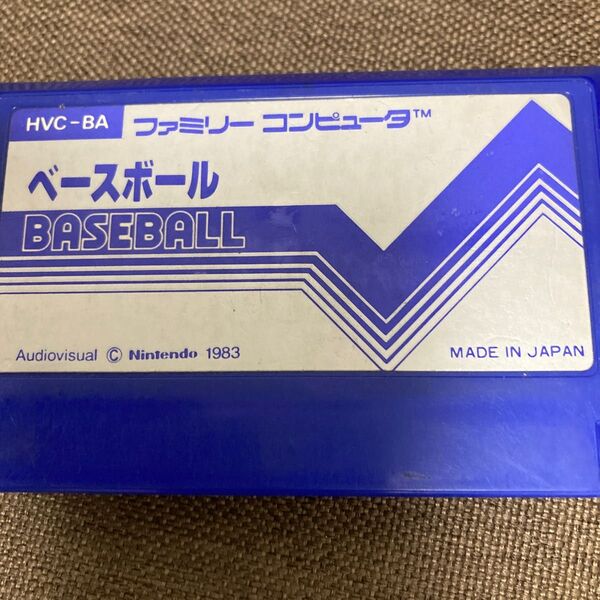 HVC-BA ファミリー コンピュータ™
ベースボール
BASEBALL
Audiovisual © Nintendo 1983
MADE IN JAPAN